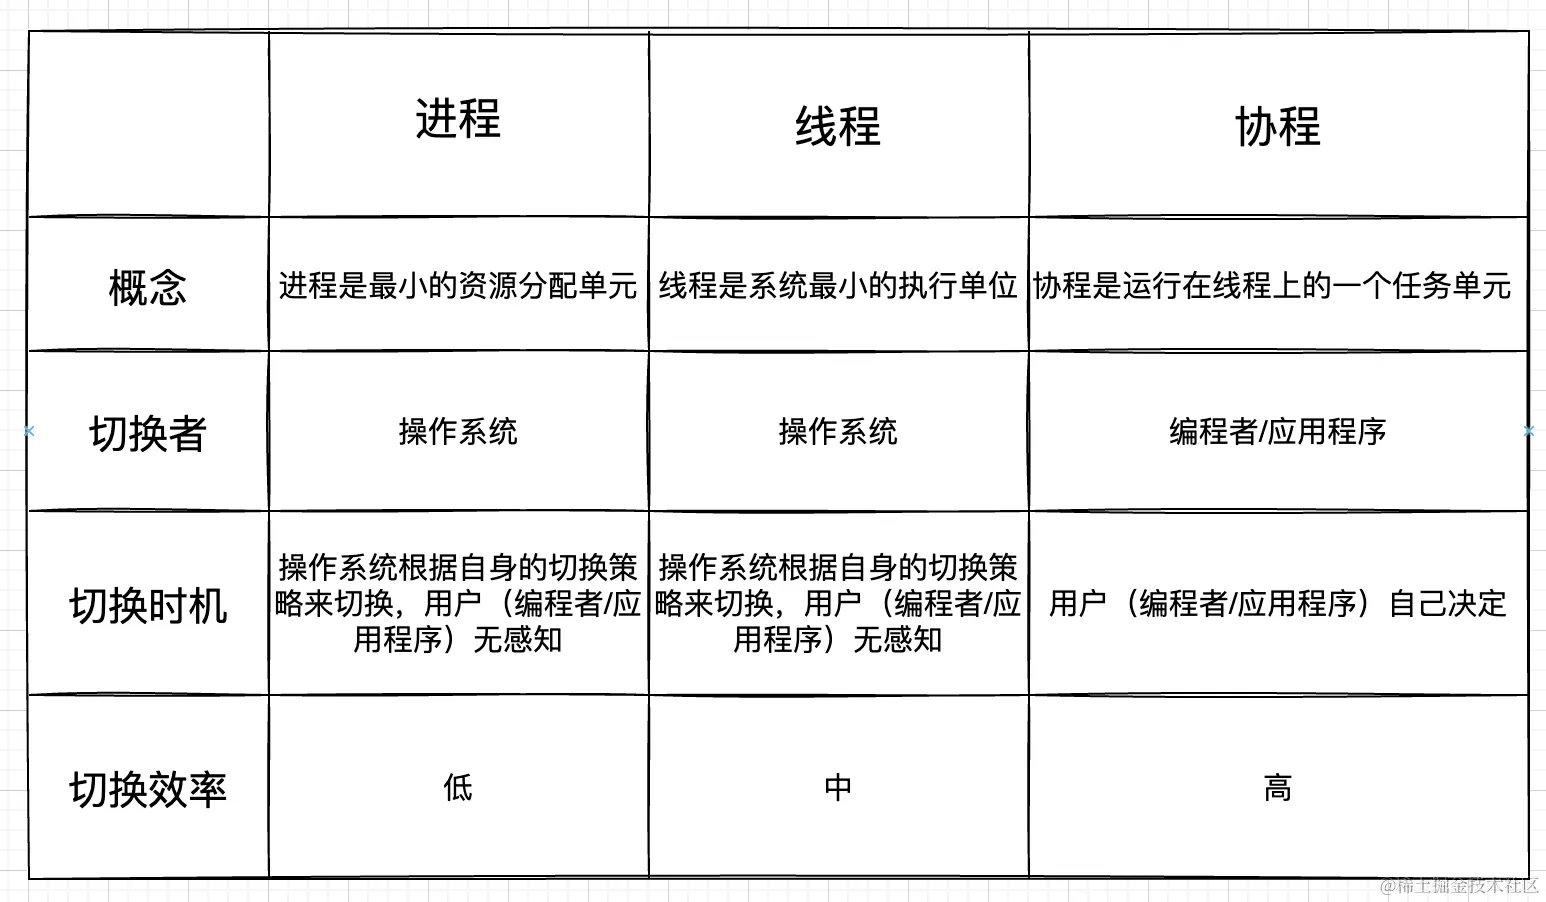 进程
线程
协程
概念
进程是最小的资源分配单元
线程是系统最小的执行单位
协程是运行在线程上的一个任务单元
切换者
操作系统
操作系统
编程者/应用程序
切换时机
操作系统根据自身的切换策
略来切换，用户（编程者/应
用程序）无感知
操作系统根据自身的切换策
略来切换，用户（编程者/应
用程序）无感知
用户（编程者/应用程序）自己决定
切换效率
低
中
高
@稀土掘金技术社区